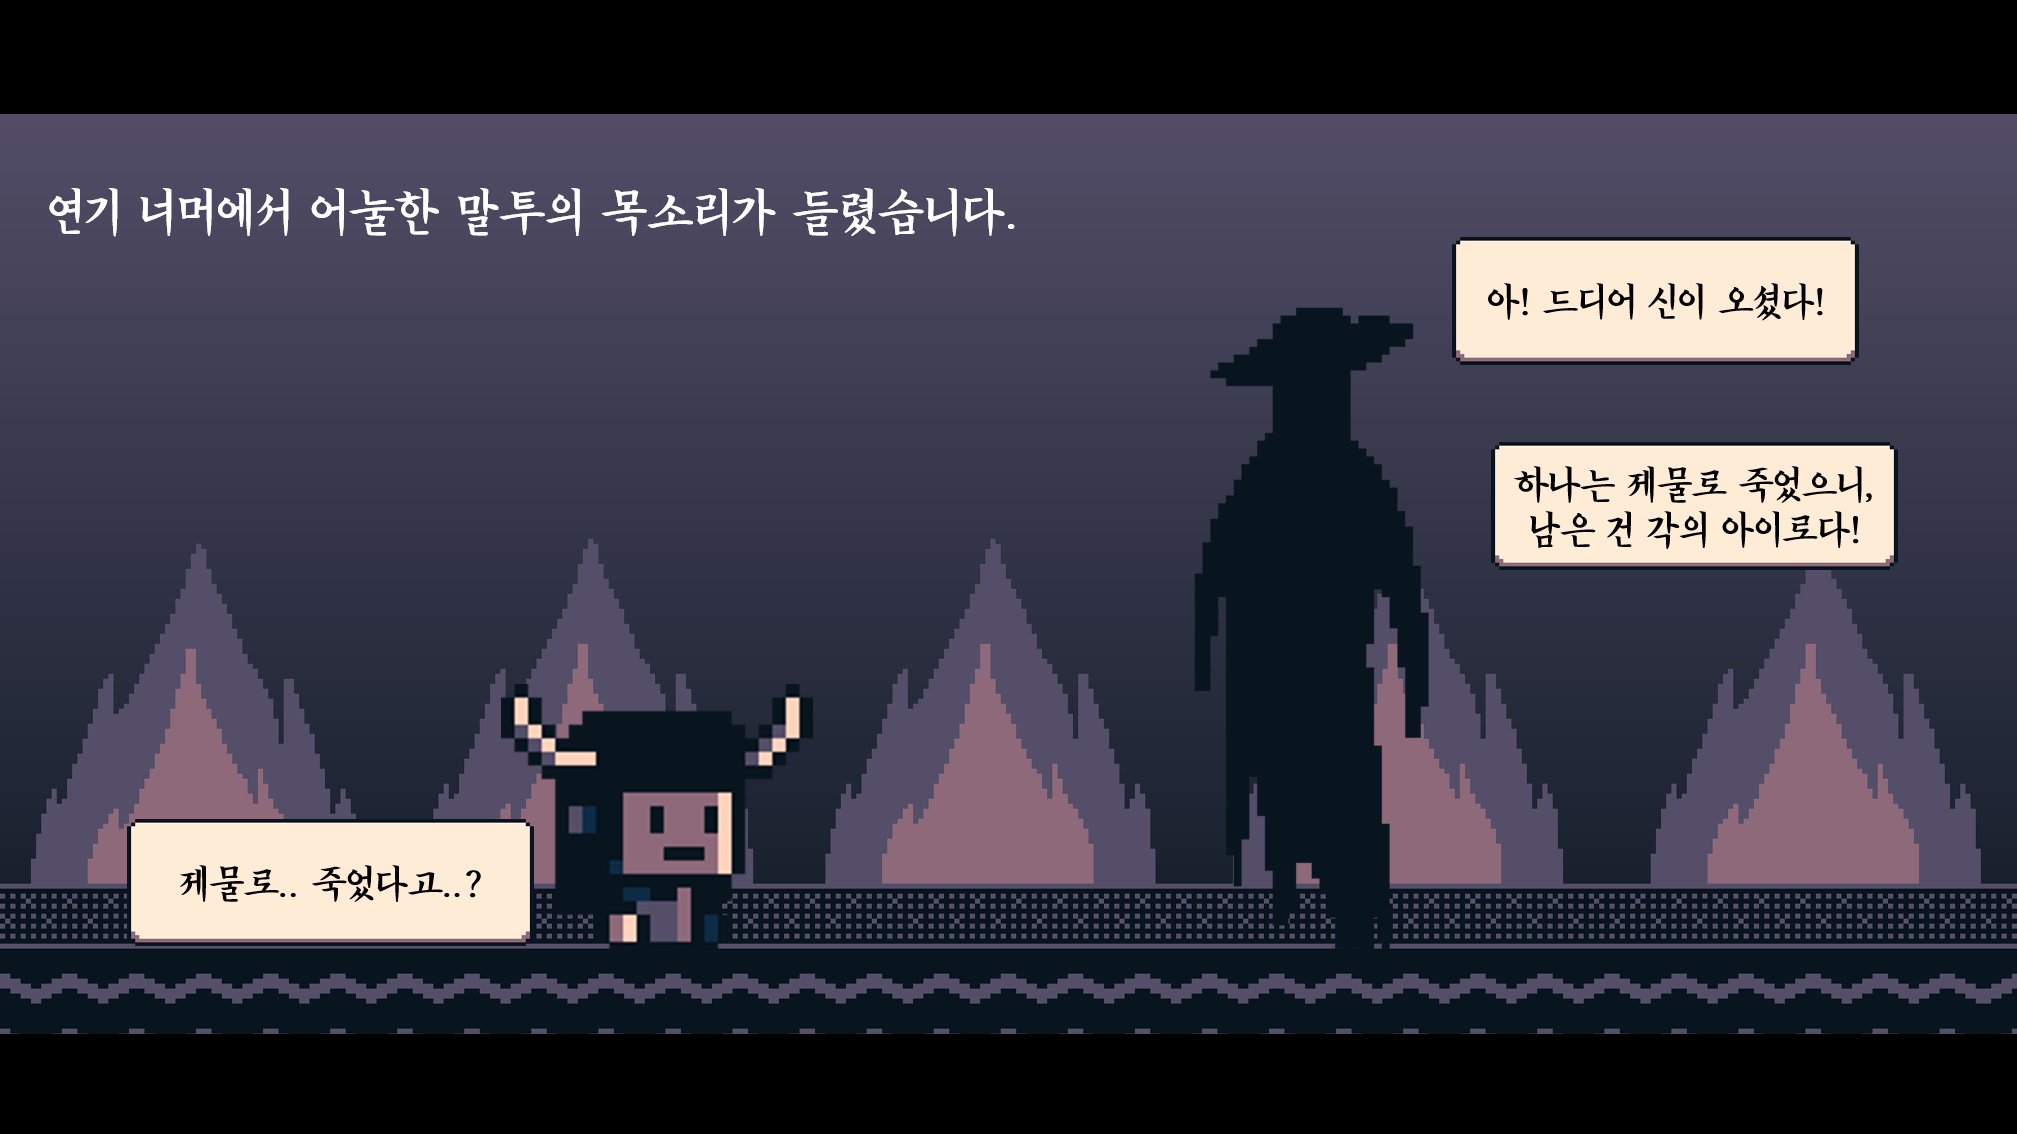 연기 너머에서 어눌한 말투의 목소리가 들렸습니다.
아! 드디어 신이 오셨다!
하나는 제물로 죽었으니,
남은 건 각의 아이로다!
제물로.. 죽었다고..?